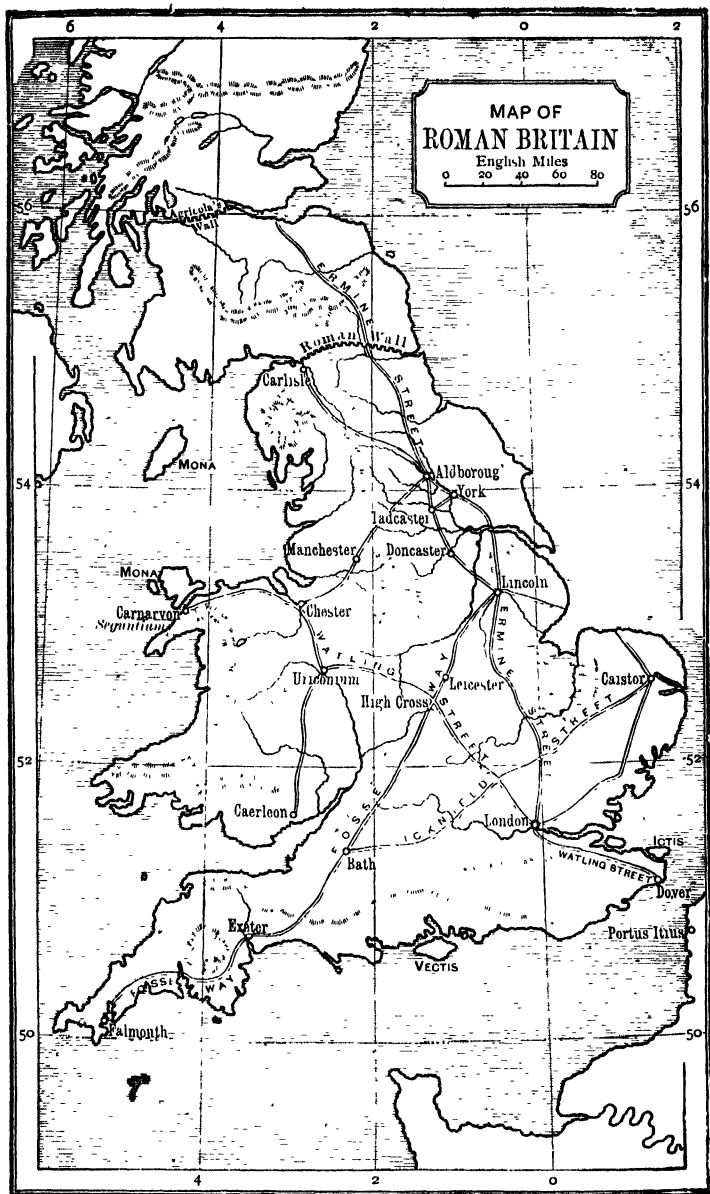 6 4 2 0 2
MAP OF
ROMAN BRITAIN
English Miles
0 20 40 60 80
56
56
Agricola's
Wall
ERMINE
Roman Wall
Carlisle
STREET
MONA
Aldboroug'
54
54
York
Tadcaster
Manchester
Doncaster
MONA
Lincoln
Carnarvon
Seguntium
Chester
WATLING
ERMINE
Uriconium
WAY
Leicester
Caistor
High Cross
STREET
STREET
STREET
52
52
Caerleon
FOSSE
ICKNIELD
London
ICTIS
Bath
WATLING STREET
Dover
Exeter
Portus Itius
VECTIS
FOSSE WAY
Falmouth
50
50
4 2 0